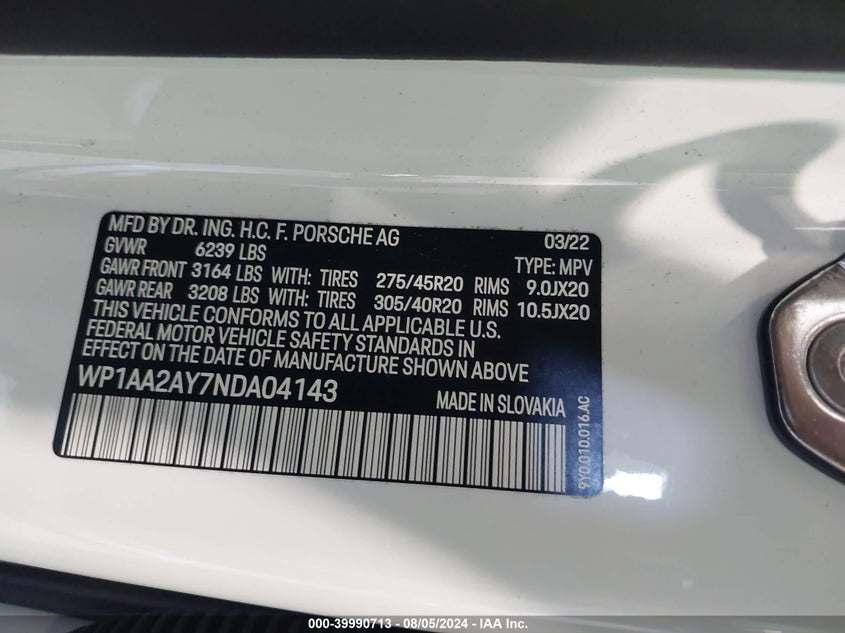 MFD BY DR. ING. H.C. F. PORSCHE AG 03/22
GVWR 6239 LBS TYPE: MPV
GAWR FRONT 3164 LBS WITH: TIRES 275/45R20 RIMS 9.0JX20
GAWR REAR 3208 LBS WITH: TIRES 305/40R20 RIMS 10.5JX20
THIS VEHICLE CONFORMS TO ALL APPLICABLE U.S.
FEDERAL MOTOR VEHICLE SAFETY STANDARDS IN
EFFECT ON THE DATE OF MANUFACTURE SHOWN ABOVE
WP1AA2AY7NDA04143 MADE IN SLOVAKIA
9Y0.010.016.AC
000-39990713 - 08/05/2024 - IAA Inc.